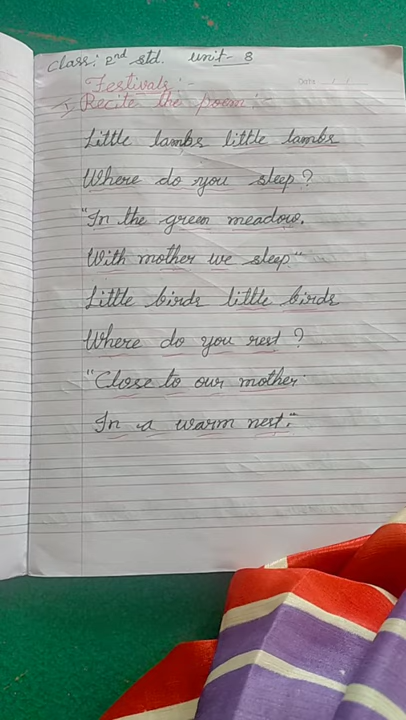 Class: 2nd std. unit- 8
Date / /
Festivals :-
I) Recite the poem :-
Little lambs little lambs
Where do you sleep?
"In the green meadow.
With mother we sleep"
Little birds little birds
Where do you rest ?
"Close to our mother
In a warm nest."